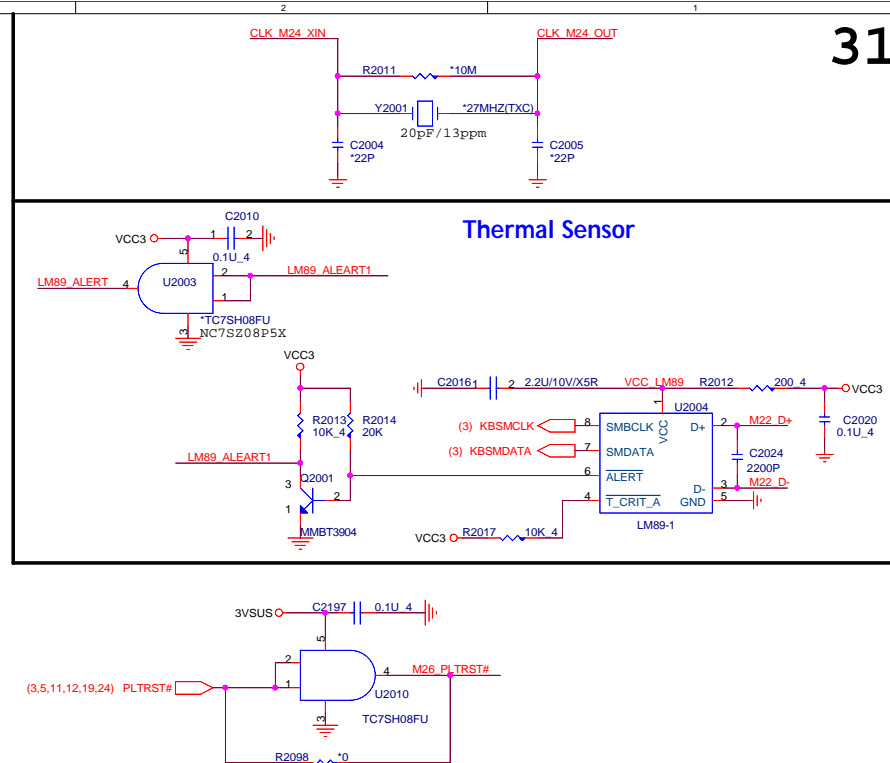 2 1
CLK_M24_XIN CLK_M24_OUT
31
R2011 *10M
Y2001 *27MHZ(TXC)
20pF/13ppm
C2004 C2005
*22P *22P
Thermal Sensor
C2010
VCC3 1 2
5 0.1U_4
LM89_ALERT 4 U2003 2 LM89_ALEART1
1
*TC7SH08FU
3 NC7SZ08P5X
VCC3
C2016 1 2 2.2U/10V/X5R VCC_LM89 R2012 200_4 VCC3
1 U2004
R2013 R2014 C2020
10K_4 20K 0.1U_4
(3) KBSMCLK 8 SMBCLK VCC D+ 2 M22_D+
(3) KBSMDATA 7 SMDATA C2024
2200P
LM89_ALEART1
3 Q2001 6 ALERT D- 3 M22_D-
2 4 T_CRIT_A GND 5
1
MMBT3904 LM89-1
VCC3 R2017 10K_4
3VSUS C2197 0.1U_4
5
2 4 M26_PLTRST#
(3,5,11,12,19,24) PLTRST# 1 U2010
3 TC7SH08FU
R2098 *0